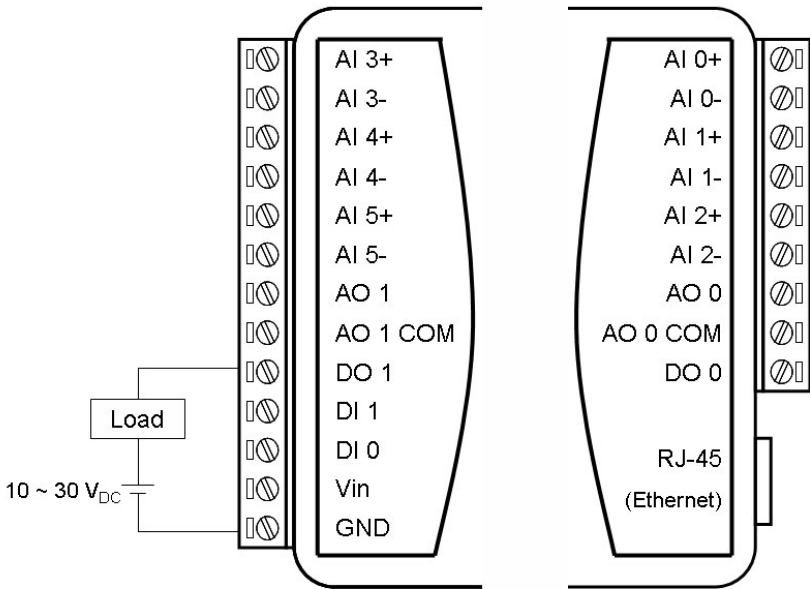 AI 3+
AI 3-
AI 4+
AI 4-
AI 5+
AI 5-
AO 1
AO 1 COM
DO 1
DI 1
DI 0
Vin
GND
Load
10 ~ 30 VDC
AI 0+
AI 0-
AI 1+
AI 1-
AI 2+
AI 2-
AO 0
AO 0 COM
DO 0
RJ-45
(Ethernet)